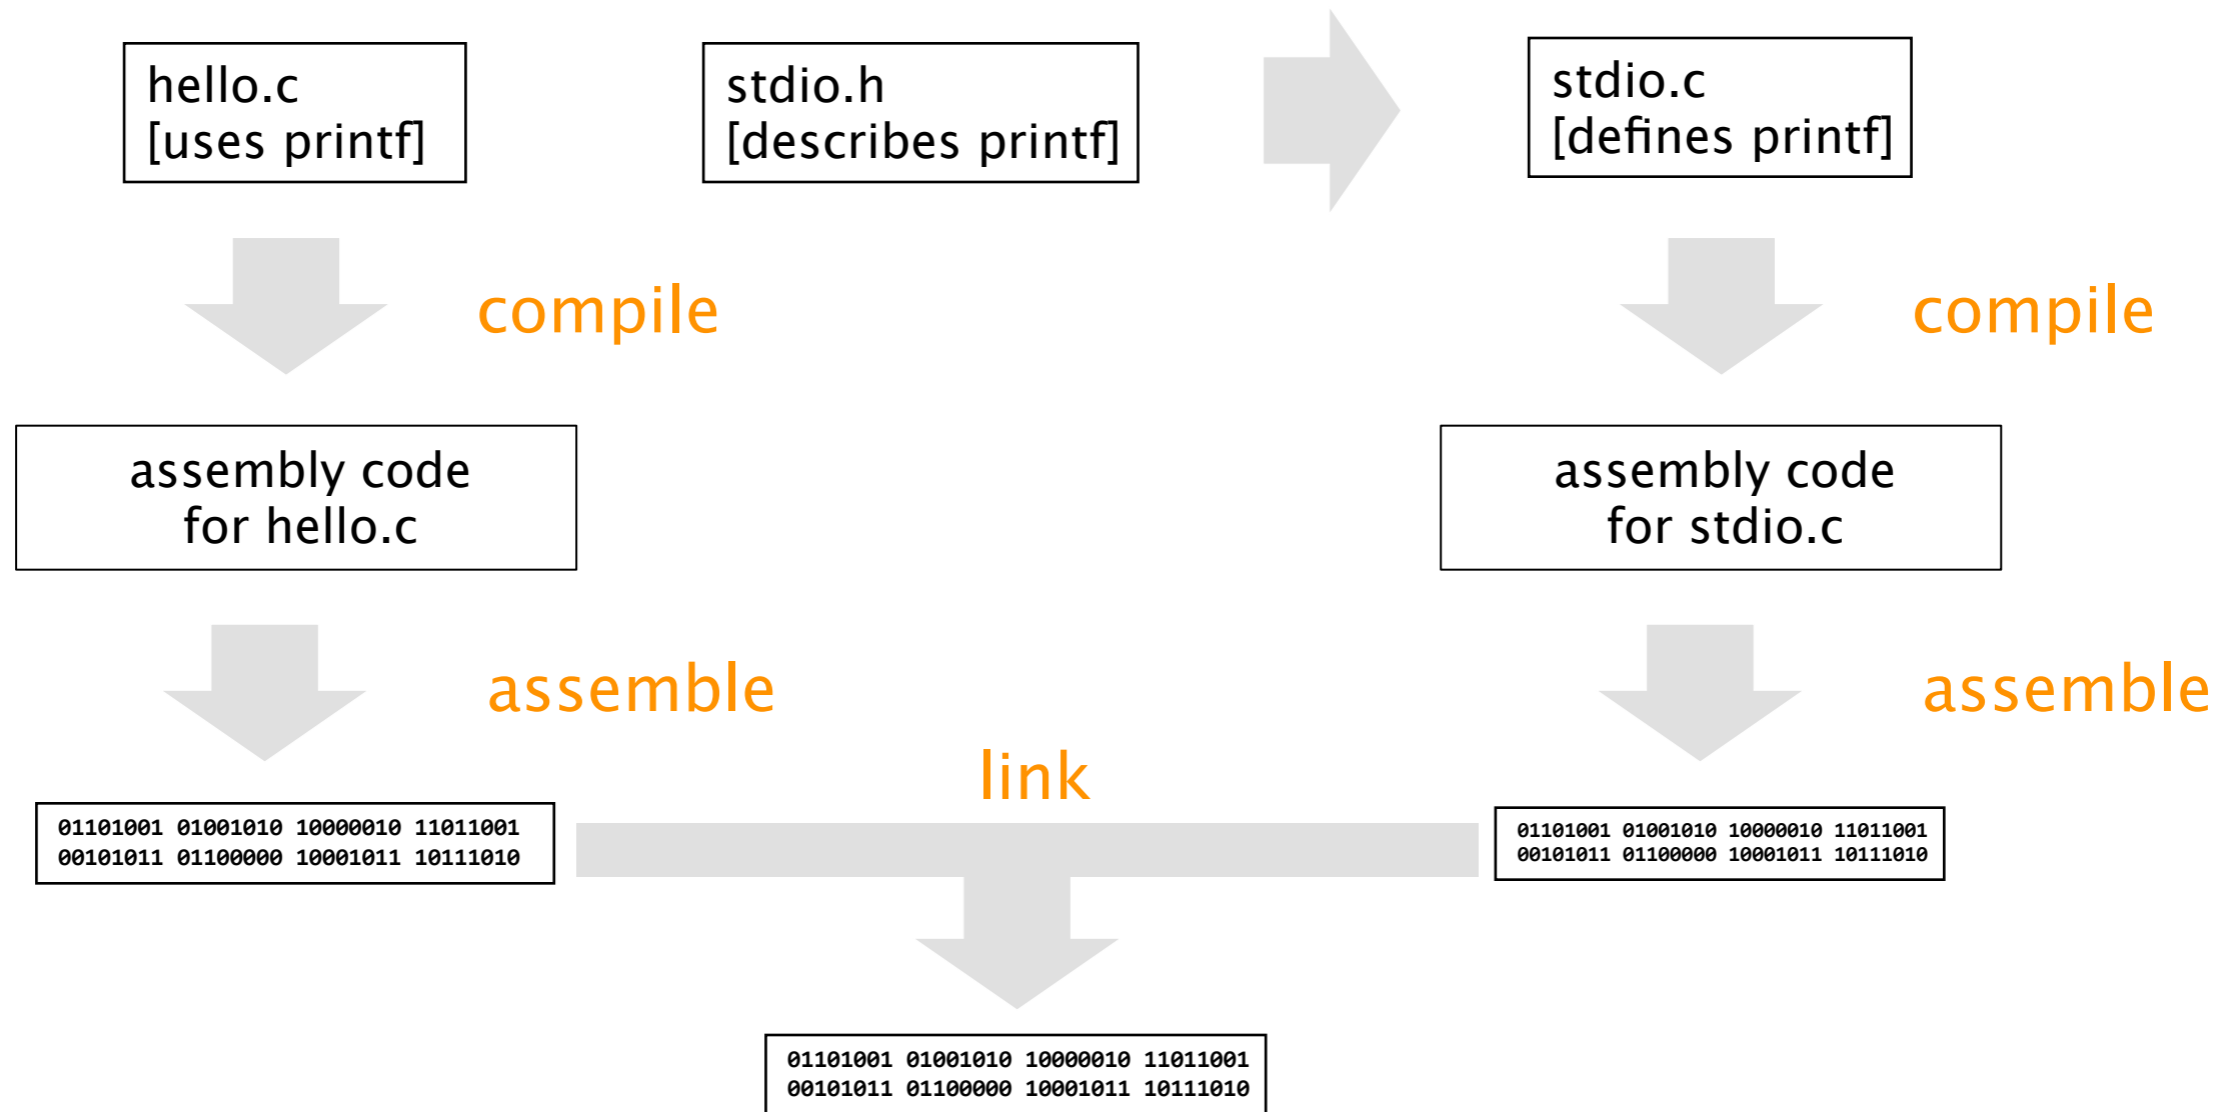 hello.c
[uses printf]
stdio.h
[describes printf]
stdio.c
[defines printf]
compile
compile
assembly code
for hello.c
assembly code
for stdio.c
assemble
assemble
link
01101001 01001010 10000010 11011001
00101011 01100000 10001011 10111010
01101001 01001010 10000010 11011001
00101011 01100000 10001011 10111010
01101001 01001010 10000010 11011001
00101011 01100000 10001011 10111010